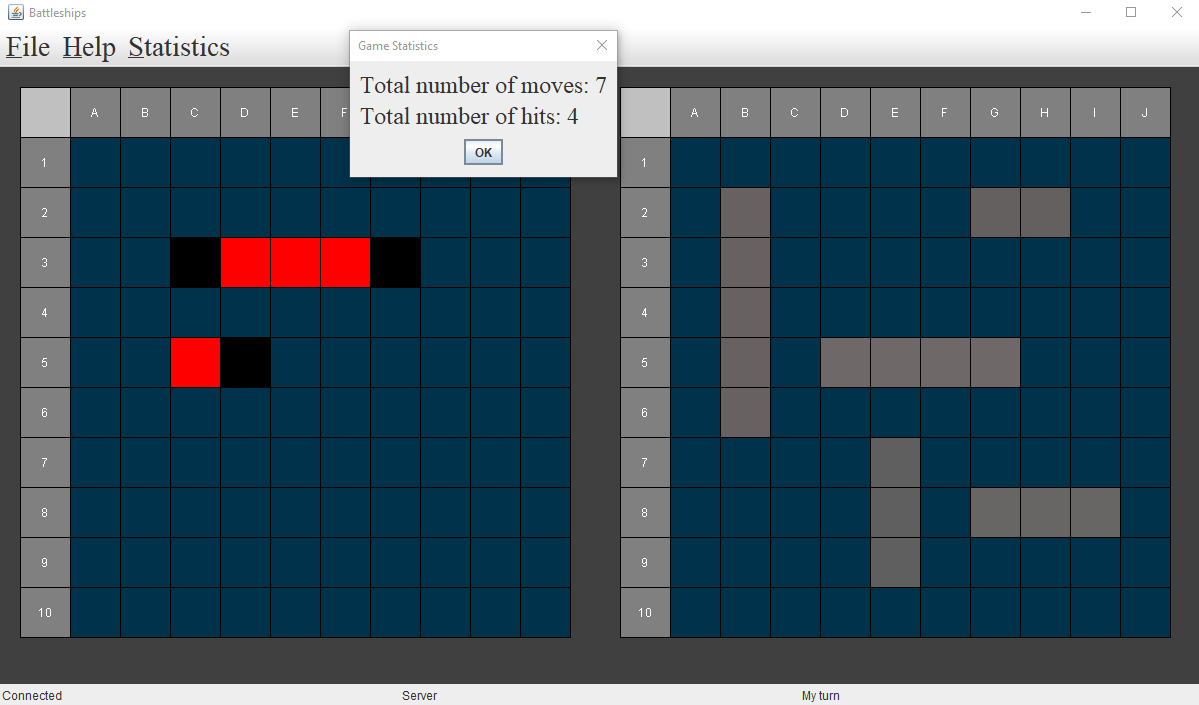 Battleships
File Help Statistics
Game Statistics
Total number of moves: 7
Total number of hits: 4
OK
A B C D E F
1
2
3
4
5
6
7
8
9
10
A B C D E F G H I J
1
2
3
4
5
6
7
8
9
10
Connected Server My turn